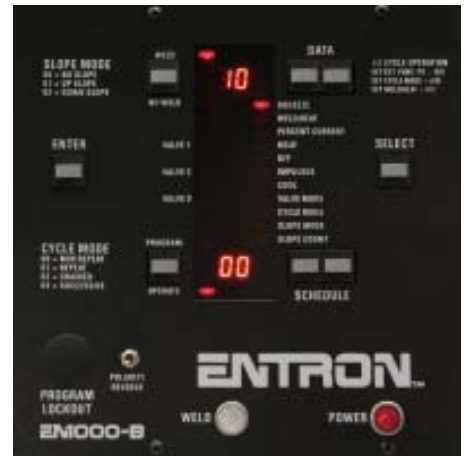 SLOPE MODE
00 = NO SLOPE
01 = UP SLOPE
02 = DOWN SLOPE
WELD
NO WELD
10
DATA
SQUEEZE
WELD/HEAT
PERCENT CURRENT
HOLD
OFF
IMPULSES
COOL
VALVE MODE
CYCLE MODE
SLOPE MODE
SLOPE COUNT
ENTER
VALVE 1
VALVE 2
VALVE 3
SELECT
CYCLE MODE
00 = NON REPEAT
01 = REPEAT
02 = CHAINED
03 = SUCCESSIVE
PROGRAM
OPERATE
00
SCHEDULE
PROGRAM
LOCKOUT
POLARITY
REVERSE
EN1000-B
ENTRON™
WELD
POWER